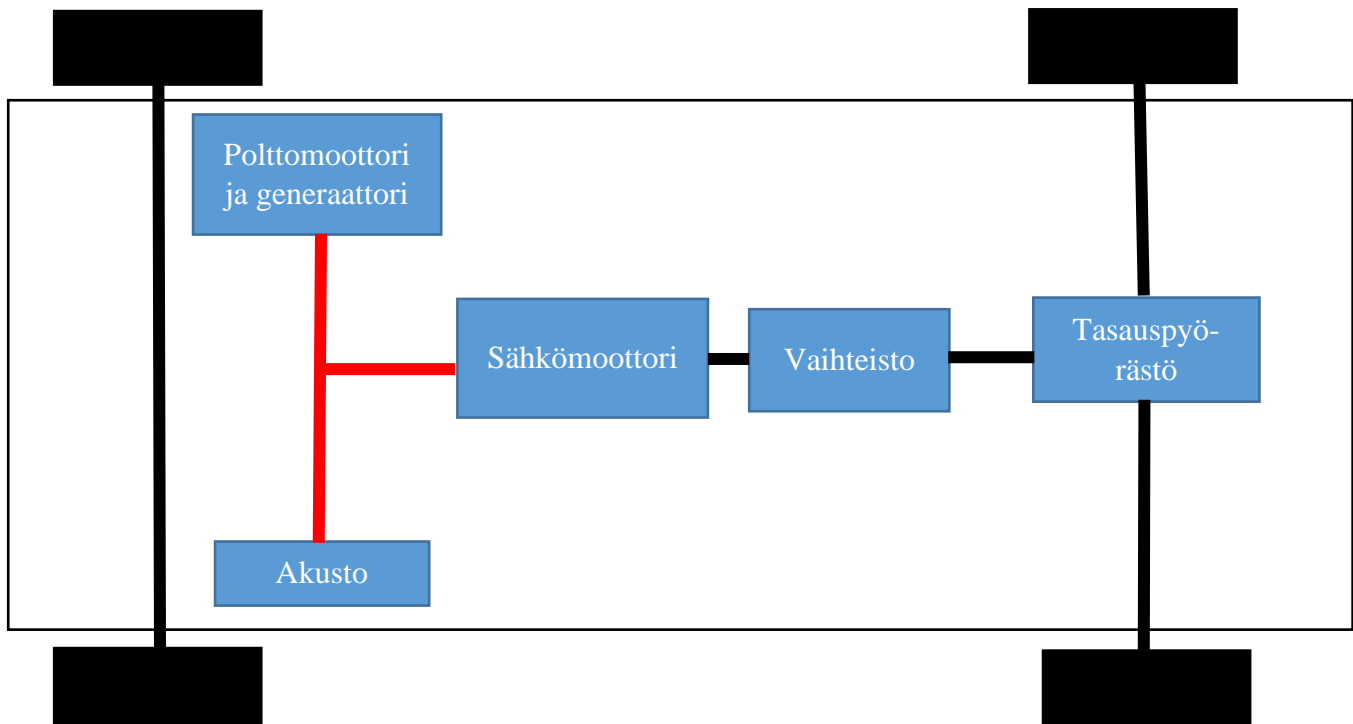 Polttomoottori
ja generaattori
Sähkömoottori
Vaihteisto
Tasauspyö-
rästö
Akusto